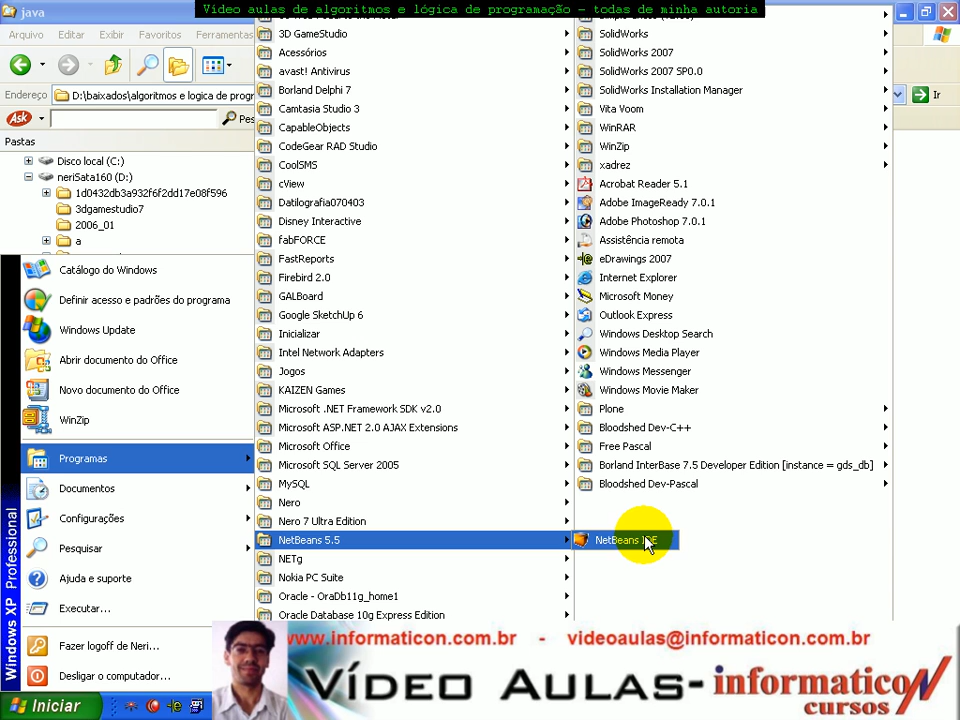 java
Vídeo aulas de algoritmos e lógica de programação - todas de minha autoria
Arquivo Editar Exibir Favoritos Ferramentas
Endereço D:\baixados\algoritmos e logica de progr
Ir
Ask
Pes
Pastas
Disco local (C:)
neriSata160 (D:)
1d0432db3a932f6f2dd17e08f596
3dgamestudio7
2006_01
a
Catálogo do Windows
Definir acesso e padrões do programa
Windows Update
Abrir documento do Office
Novo documento do Office
WinZip
Programas
Documentos
Configurações
Pesquisar
Ajuda e suporte
Executar...
Fazer logoff de Neri...
Desligar o computador...
Windows XP Professional
Iniciar
3D GameStudio
Acessórios
avast! Antivirus
Borland Delphi 7
Camtasia Studio 3
CapableObjects
CodeGear RAD Studio
CoolSMS
cView
Datilografia070403
Disney Interactive
fabFORCE
FastReports
Firebird 2.0
GALBoard
Google SketchUp 6
Inicializar
Intel Network Adapters
Jogos
KAIZEN Games
Microsoft .NET Framework SDK v2.0
Microsoft ASP.NET 2.0 AJAX Extensions
Microsoft Office
Microsoft SQL Server 2005
MySQL
Nero
Nero 7 Ultra Edition
NetBeans 5.5
NETg
Nokia PC Suite
Oracle - OraDb11g_home1
Oracle Database 10g Express Edition
SolidWorks
SolidWorks 2007
SolidWorks 2007 SP0.0
SolidWorks Installation Manager
Vita Voom
WinRAR
WinZip
xadrez
Acrobat Reader 5.1
Adobe ImageReady 7.0.1
Adobe Photoshop 7.0.1
Assistência remota
eDrawings 2007
Internet Explorer
Microsoft Money
Outlook Express
Windows Desktop Search
Windows Media Player
Windows Messenger
Windows Movie Maker
Plone
Bloodshed Dev-C++
Free Pascal
Borland InterBase 7.5 Developer Edition [instance = gds_db]
Bloodshed Dev-Pascal
NetBeans IDE
www.informaticon.com.br - videoaulas@informaticon.com.br
Vídeo Aulas- informaticon
cursos